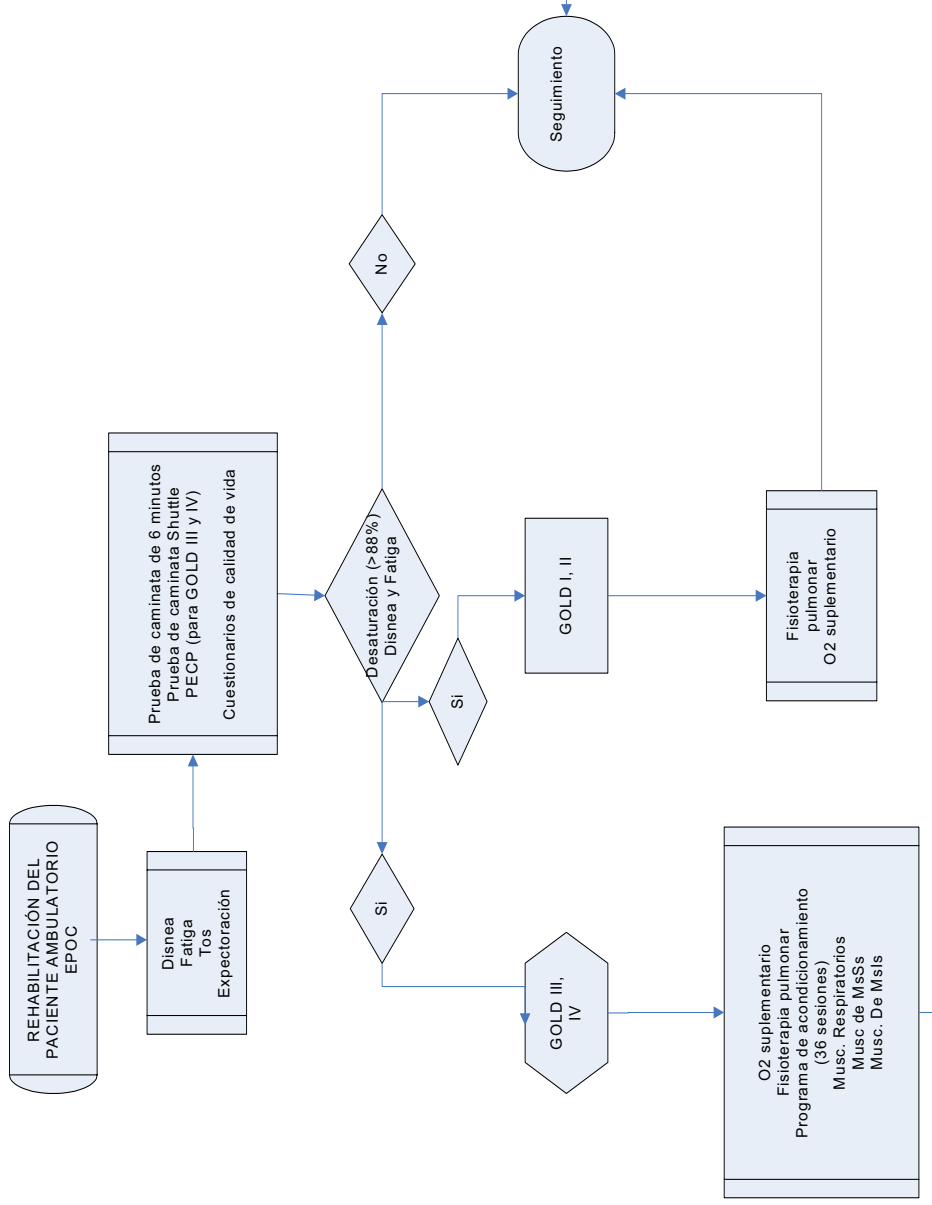 REHABILITACIÓN DEL
PACIENTE AMBULATORIO
EPOC
Disnea
Fatiga
Tos
Expectoración
Prueba de caminata de 6 minutos
Prueba de caminata Shuttle
PECP (para GOLD III y IV)
Cuestionarios de calidad de vida
Desaturación (>88%)
Disnea y Fatiga
Si
Si
No
GOLD III,
IV
GOLD I, II
Seguimiento
O2 suplementario
Fisioterapia pulmonar
Programa de acondicionamiento
(36 sesiones)
Musc. Respiratorios
Musc de MsSs
Musc. De MsIs
Fisioterapia
pulmonar
O2 suplementario